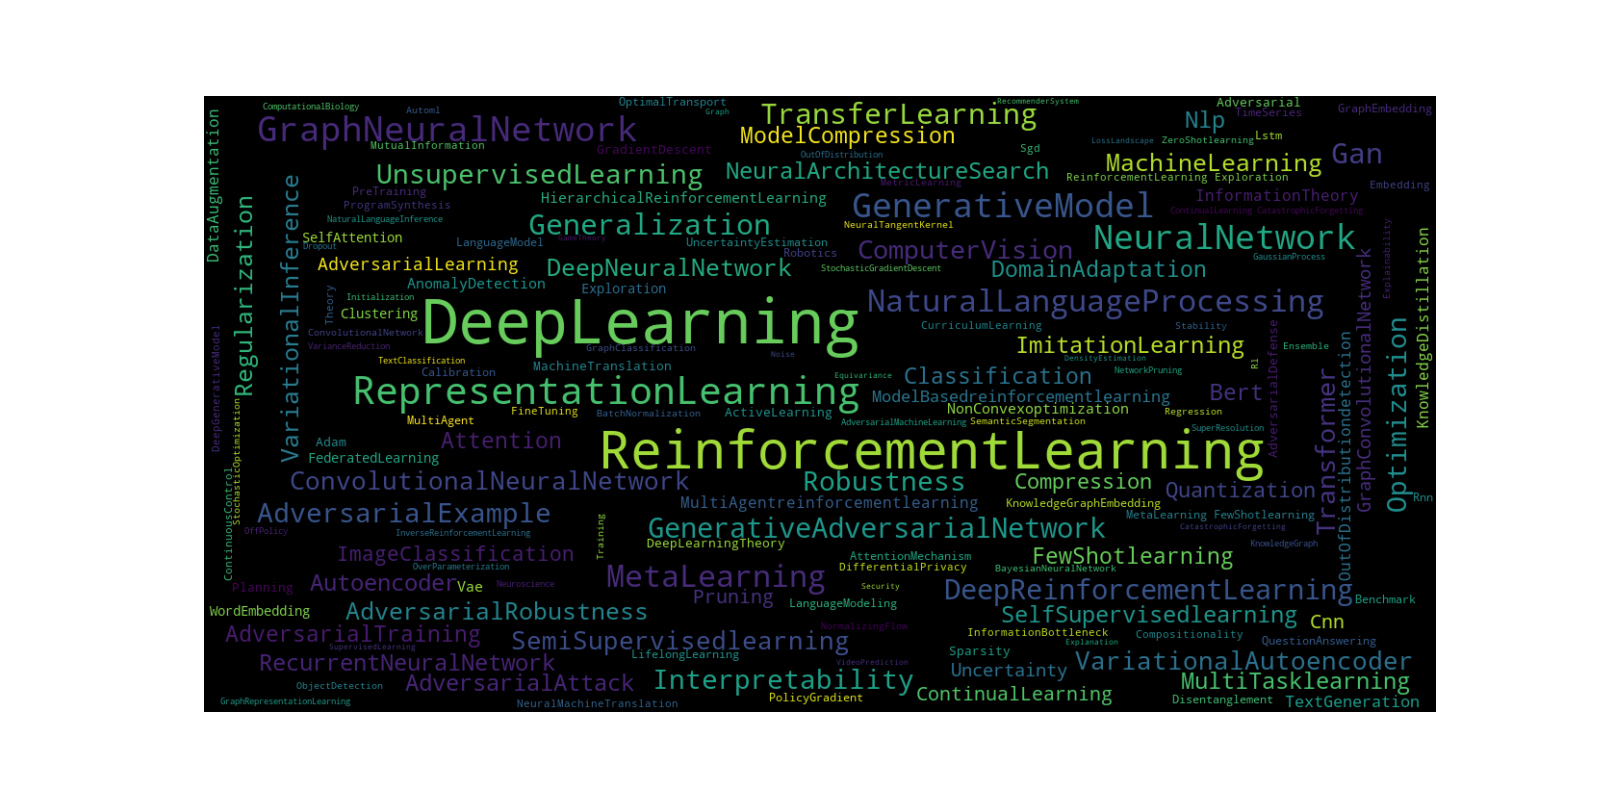 ComputationalBiology
Automl
OptimalTransport
Graph
TransferLearning
RecommenderSystem
Adversarial
TimeSeries
GraphEmbedding
DataAugmentation
GraphNeuralNetwork
MutualInformation
GradientDescent
ModelCompression
OutOfDistribution
Sgd
LossLandscape
Nlp
ZeroShotlearning
Lstm
Gan
UnsupervisedLearning
NeuralArchitectureSearch
MetricLearning
MachineLearning
ReinforcementLearning Exploration
Embedding
PreTraining
ProgramSynthesis
HierarchicalReinforcementLearning
GenerativeModel
InformationTheory
ContinualLearning CatastrophicForgetting
Regularization
VariationalInference
NaturalLanguageInference
SelfAttention
Dropout
LanguageModel
Generalization
GameTheory
UncertaintyEstimation
Robotics
NeuralTangentKernel
ComputerVision
NeuralNetwork
GaussianProcess
Explainability
KnowledgeDistillation
AdversarialLearning
AnomalyDetection
DeepNeuralNetwork
StochasticGradientDescent
DomainAdaptation
Theory
Initialization
Clustering
Exploration
DeepLearning
NaturalLanguageProcessing
GraphConvolutionalNetwork
ConvolutionalNetwork
VarianceReduction
TextClassification
Calibration
GraphClassification
MachineTranslation
Noise
CurriculumLearning
Stability
ImitationLearning
DensityEstimation
NetworkPruning
Rl
AdversarialDefense
Ensemble
OutOfDistributiondetection
Optimization
DeepGenerativeModel
RepresentationLearning
Equivariance
Classification
ModelBasedreinforcementlearning
Bert
Transformer
StochasticOptimization
MultiAgent
FineTuning
BatchNormalization
ActiveLearning
AdversarialMachineLearning
NonConvexoptimization
SemanticSegmentation
Regression
SuperResolution
Adam
FederatedLearning
Attention
ReinforcementLearning
ContinuousControl
ConvolutionalNeuralNetwork
Robustness
Compression
Quantization
Rnn
MultiAgentreinforcementlearning
KnowledgeGraphEmbedding
AdversarialExample
MetaLearning FewShotlearning
CatastrophicForgetting
OffPolicy
InverseReinforcementLearning
Training
GenerativeAdversarialNetwork
KnowledgeGraph
ImageClassification
OverParameterization
DeepLearningTheory
AttentionMechanism
DifferentialPrivacy
FewShotlearning
BayesianNeuralNetwork
Planning
Autoencoder
Vae
Neuroscience
MetaLearning
Pruning
Security
DeepReinforcementLearning
Benchmark
WordEmbedding
AdversarialRobustness
LanguageModeling
NormalizingFlow
SelfSupervisedlearning
Cnn
AdversarialTraining
SupervisedLearning
SemiSupervisedlearning
InformationBottleneck
Explanation
Compositionality
QuestionAnswering
RecurrentNeuralNetwork
LifelongLearning
VideoPrediction
Sparsity
Uncertainty
VariationalAutoencoder
ObjectDetection
AdversarialAttack
Interpretability
MultiTasklearning
GraphRepresentationLearning
NeuralMachineTranslation
PolicyGradient
ContinualLearning
Disentanglement
TextGeneration